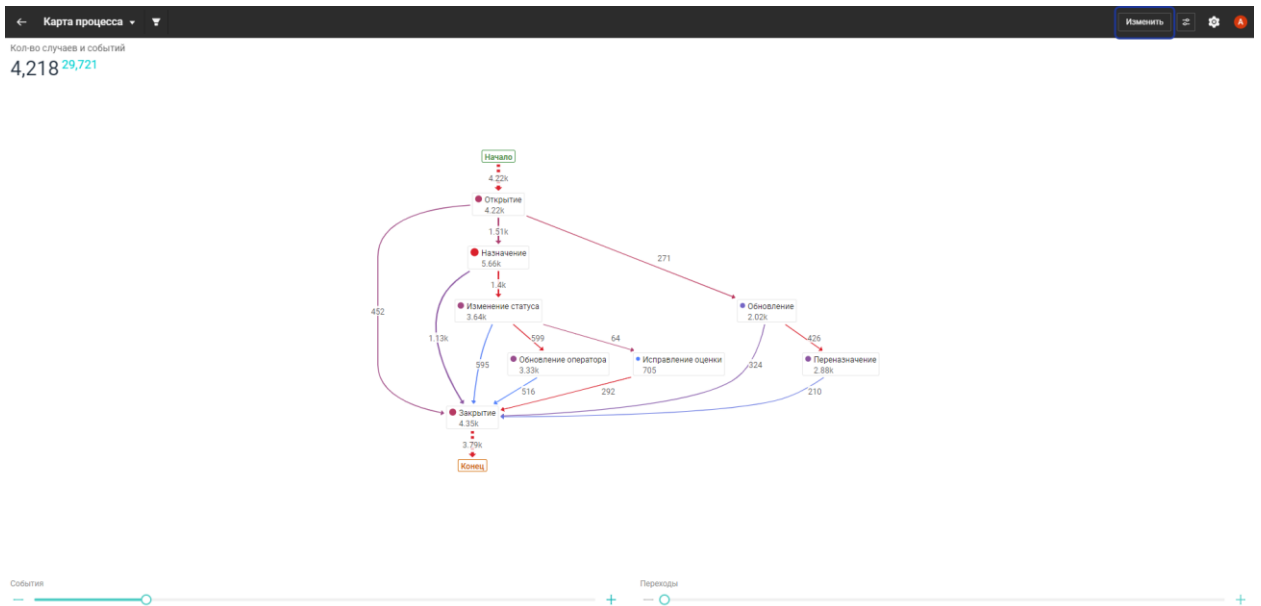 Карта процесса
Изменить
A
Кол-во случаев и событий
4,218 29,721
Начало
4.22k
Открытие
4.22k
1.51k
Назначение
5.66k
271
1.4k
Изменение статуса
3.64k
Обновление
2.02k
452
1.13k
599
64
426
595
Обновление оператора
3.33k
Исправление оценки
705
324
Переназначение
2.88k
516
292
210
Закрытие
4.35k
3.79k
Конец
События
Переходы